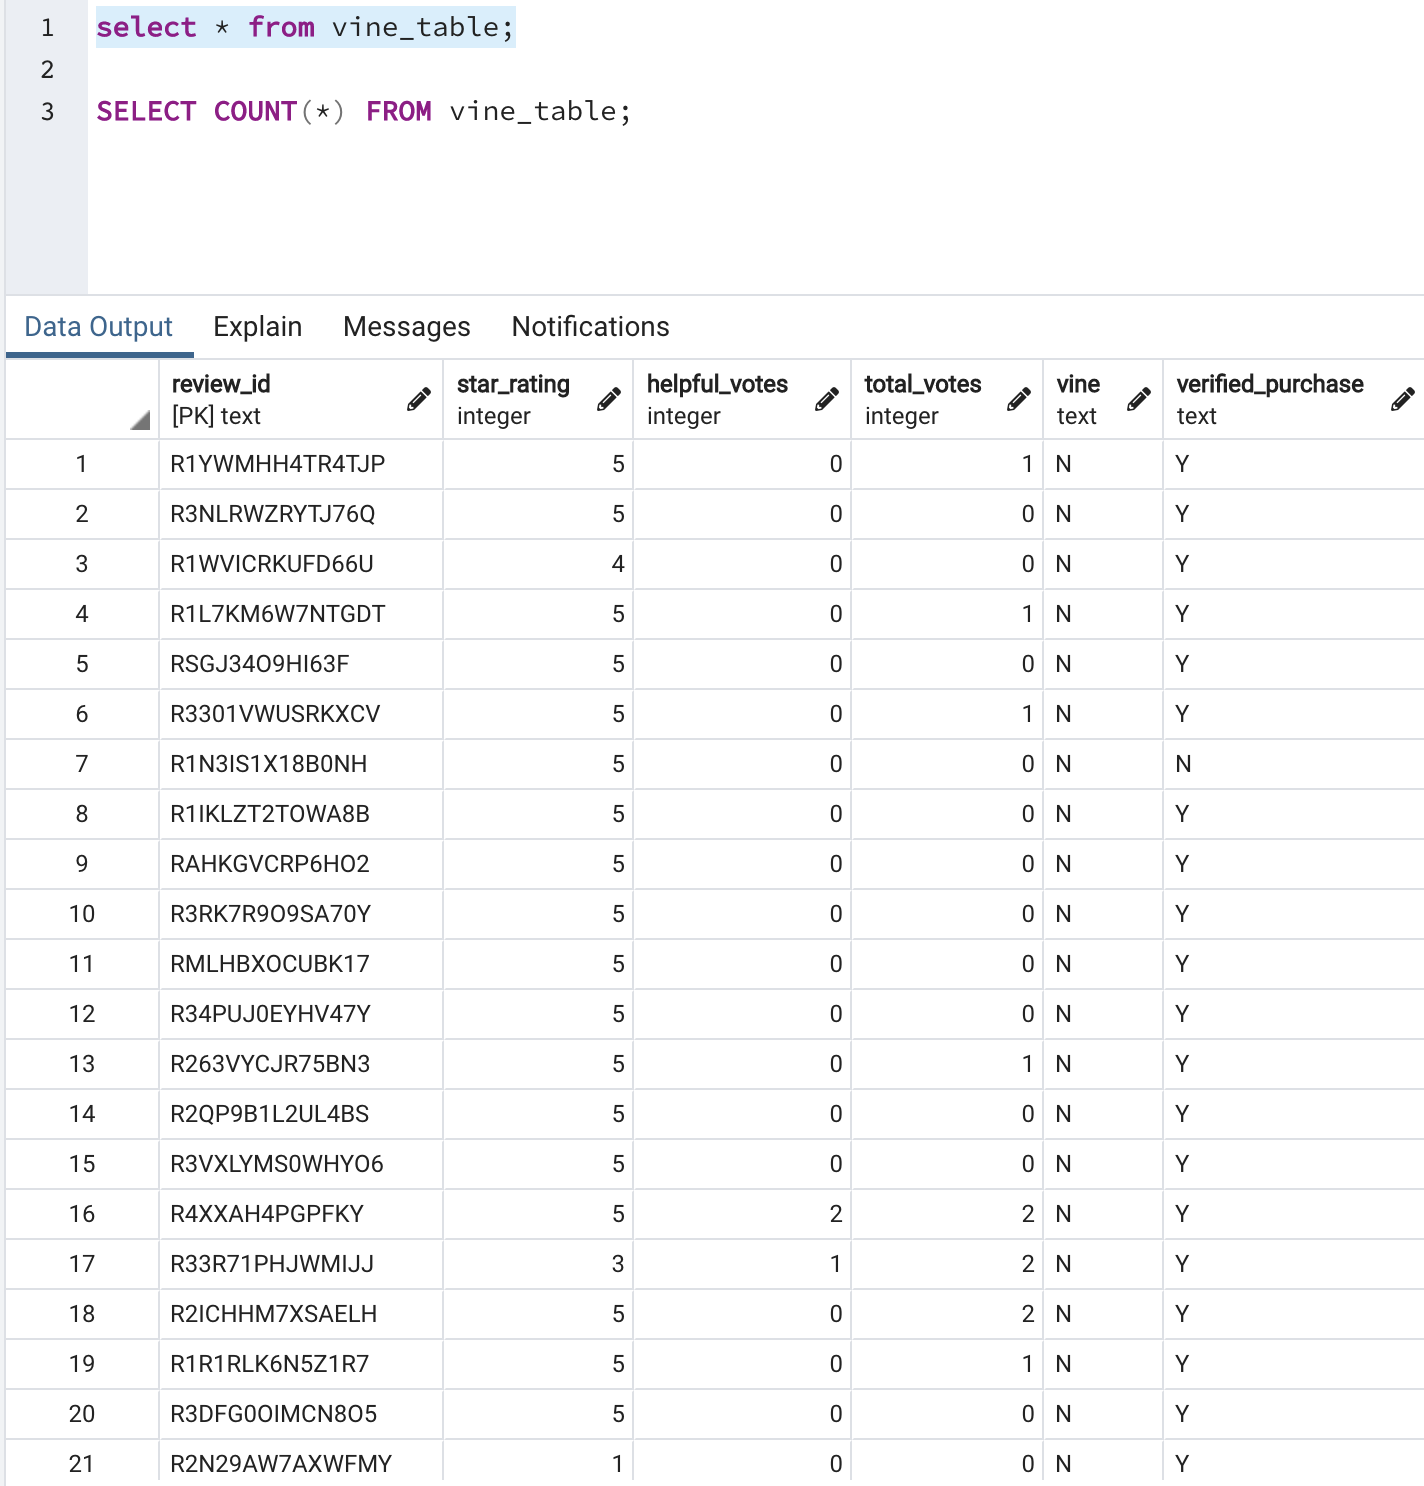 1 select * from vine_table;
2
3 SELECT COUNT(*) FROM vine_table;
Data Output Explain Messages Notifications
review_id star_rating helpful_votes total_votes vine verified_purchase
[PK] text integer integer integer text text
1 R1YWMHH4TR4TJP 5 0 1 N Y
2 R3NLRWZRYTJ76Q 5 0 0 N Y
3 R1WVICRKUFD66U 4 0 0 N Y
4 R1L7KM6W7NTGDT 5 0 1 N Y
5 RSGJ34O9HI63F 5 0 0 N Y
6 R3301VWUSRKXCV 5 0 1 N Y
7 R1N3IS1X18B0NH 5 0 0 N N
8 R1IKLZT2TOWA8B 5 0 0 N Y
9 RAHKGVCRP6HO2 5 0 0 N Y
10 R3RK7R9O9SA70Y 5 0 0 N Y
11 RMLHBXOCUBK17 5 0 0 N Y
12 R34PUJ0EYHV47Y 5 0 0 N Y
13 R263VYCJR75BN3 5 0 1 N Y
14 R2QP9B1L2UL4BS 5 0 0 N Y
15 R3VXLYMS0WHYO6 5 0 0 N Y
16 R4XXAH4PGPFKY 5 2 2 N Y
17 R33R71PHJWMIJJ 3 1 2 N Y
18 R2ICHHM7XSAELH 5 0 2 N Y
19 R1R1RLK6N5Z1R7 5 0 1 N Y
20 R3DFG0OIMCN8O5 5 0 0 N Y
21 R2N29AW7AXWFMY 1 0 0 N Y